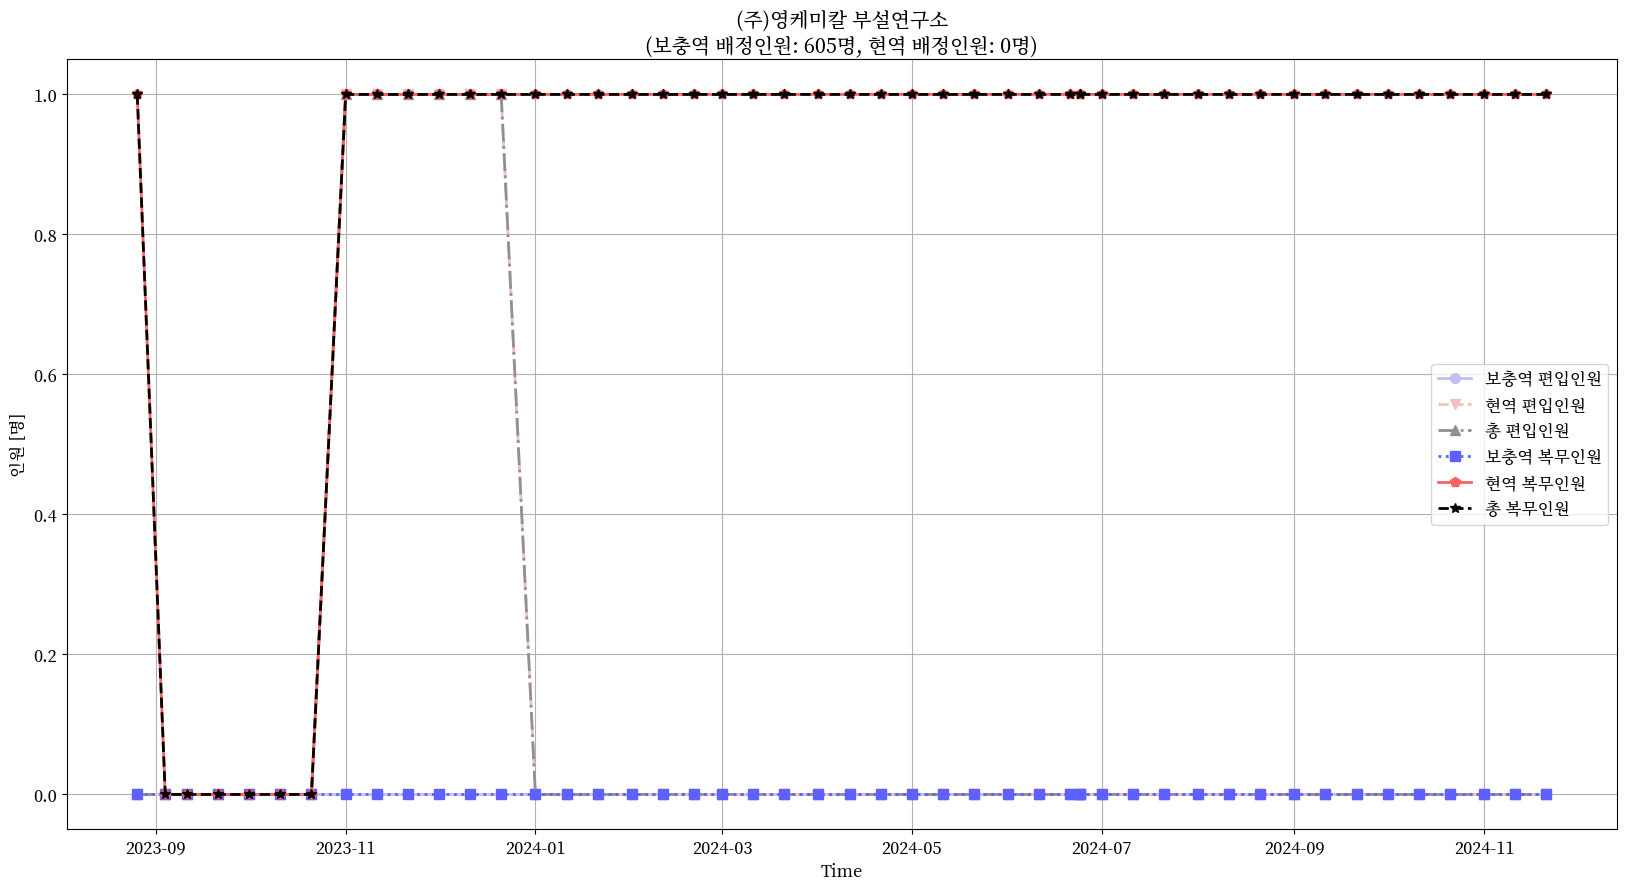 (주)영케미칼 부설연구소
(보충역 배정인원: 605명, 현역 배정인원: 0명)
1.0
0.8
0.6
0.4
0.2
0.0
인원 [명]
보충역 편입인원
현역 편입인원
총 편입인원
보충역 복무인원
현역 복무인원
총 복무인원
2023-09 2023-11 2024-01 2024-03 2024-05 2024-07 2024-09 2024-11
Time